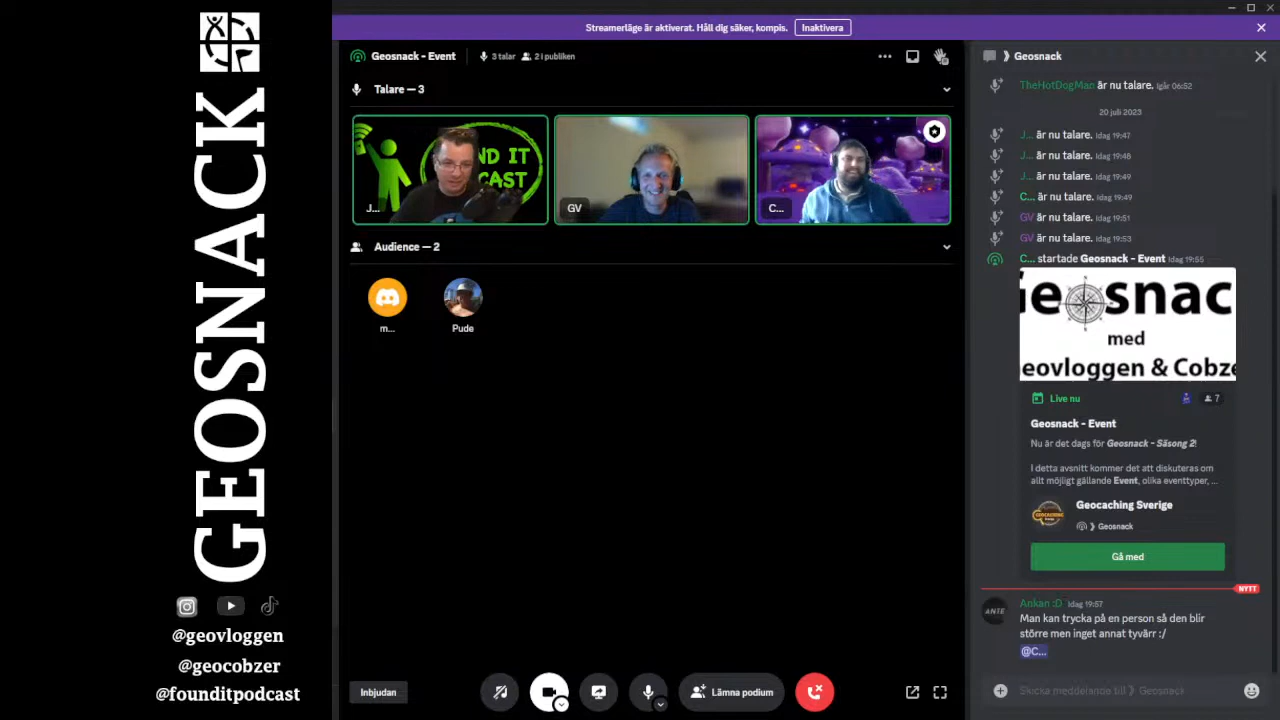 GEOSNACK
@geovloggen
@geocobzer
@founditpodcast
Streamerläge är aktiverat. Håll dig säker, kompis.
Inaktivera
Geosnack - Event
3 talar
2 i publiken
Talare — 3
ND IT
CAST
J...
GV
C...
Audience — 2
m...
Pude
Inbjudan
Lämna podium
Geosnack
TheHotDogMan är nu talare. Igår 06:52
20 juli 2023
J... är nu talare. Idag 19:47
J... är nu talare. Idag 19:48
J... är nu talare. Idag 19:49
C... är nu talare. Idag 19:49
GV är nu talare. Idag 19:51
GV är nu talare. Idag 19:53
C... startade Geosnack - Event Idag 19:55
eosnac
med
eovloggen & Cobze
Live nu
7
Geosnack - Event
Nu är det dags för Geosnack - Säsong 2!
I detta avsnitt kommer det att diskuteras om
allt möjligt gällande Event, olika eventtyper, ...
Geocaching Sverige
Geosnack
Gå med
NYTT
ANTE
Ankan :D Idag 19:57
Man kan trycka på en person så den blir
större men inget annat tyvärr :/
@C...
Skicka meddelande till Geosnack